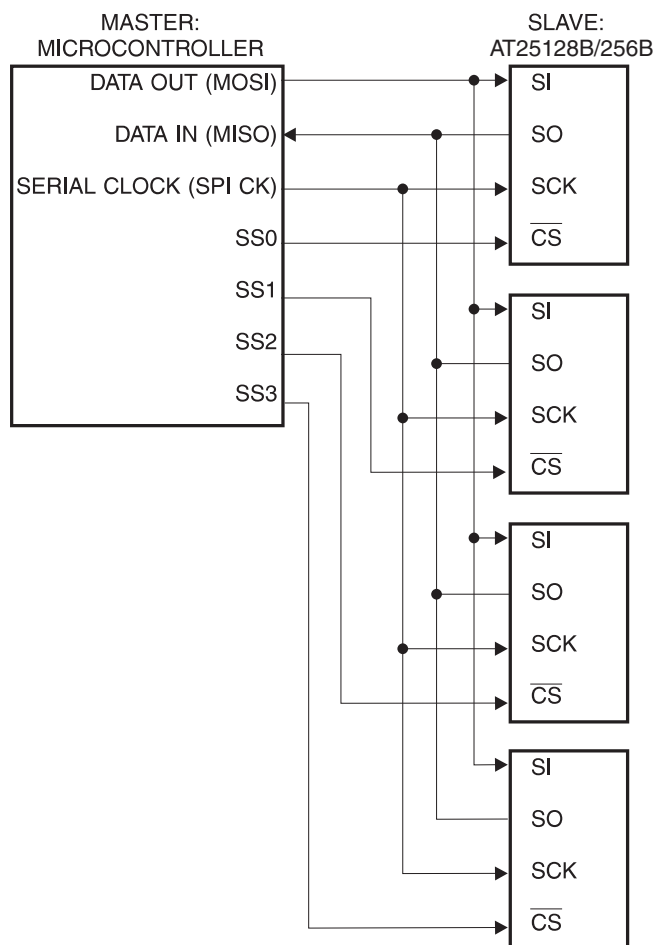 MASTER:
MICROCONTROLLER
DATA OUT (MOSI)
DATA IN (MISO)
SERIAL CLOCK (SPI CK)
SS0
SS1
SS2
SS3
SLAVE:
AT25128B/256B
SI
SO
SCK
CS
SI
SO
SCK
CS
SI
SO
SCK
CS
SI
SO
SCK
CS